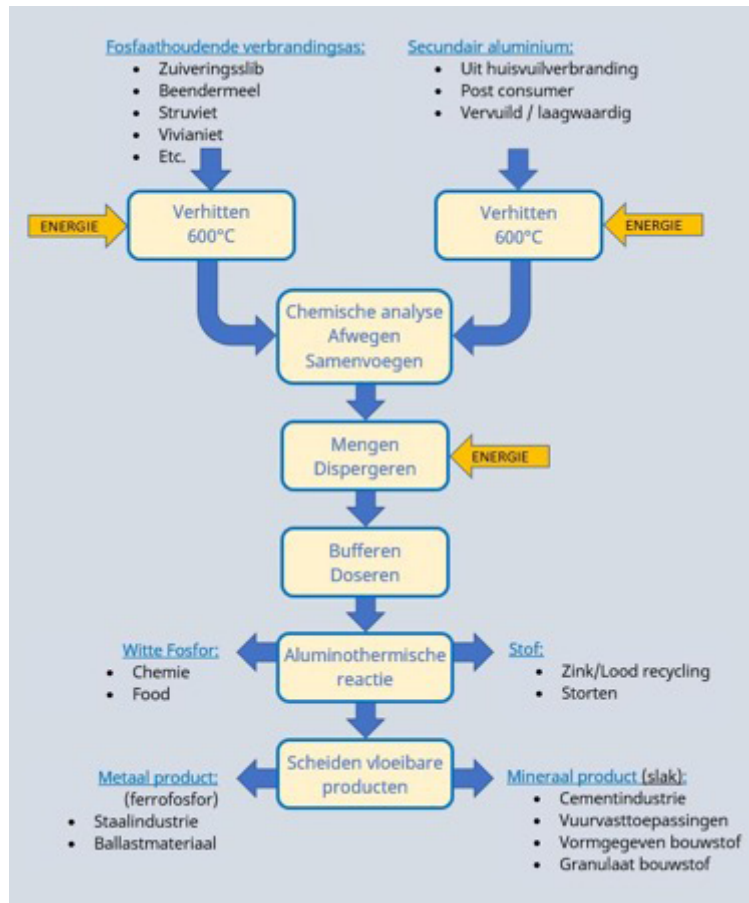 Fosfaathoudende verbrandingsas:
• Zuiveringsslib
• Beendermeel
• Struviet
• Vivianiet
• Etc.
Secundair aluminium:
• Uit huisvuilverbranding
• Post consumer
• Vervuild / laagwaardig
ENERGIE
Verhitten
600°C
Verhitten
600°C
ENERGIE
Chemische analyse
Afwegen
Samenvoegen
Mengen
Dispergeren
ENERGIE
Bufferen
Doseren
Witte Fosfor:
• Chemie
• Food
Aluminothermische
reactie
Stof:
• Zink/Lood recycling
• Storten
Metaal product:
(ferrofosfor)
• Staalindustrie
• Ballastmateriaal
Scheiden vloeibare
producten
Mineraal product (slak):
• Cementindustrie
• Vuurvasttoepassingen
• Vormgegeven bouwstof
• Granulaat bouwstof